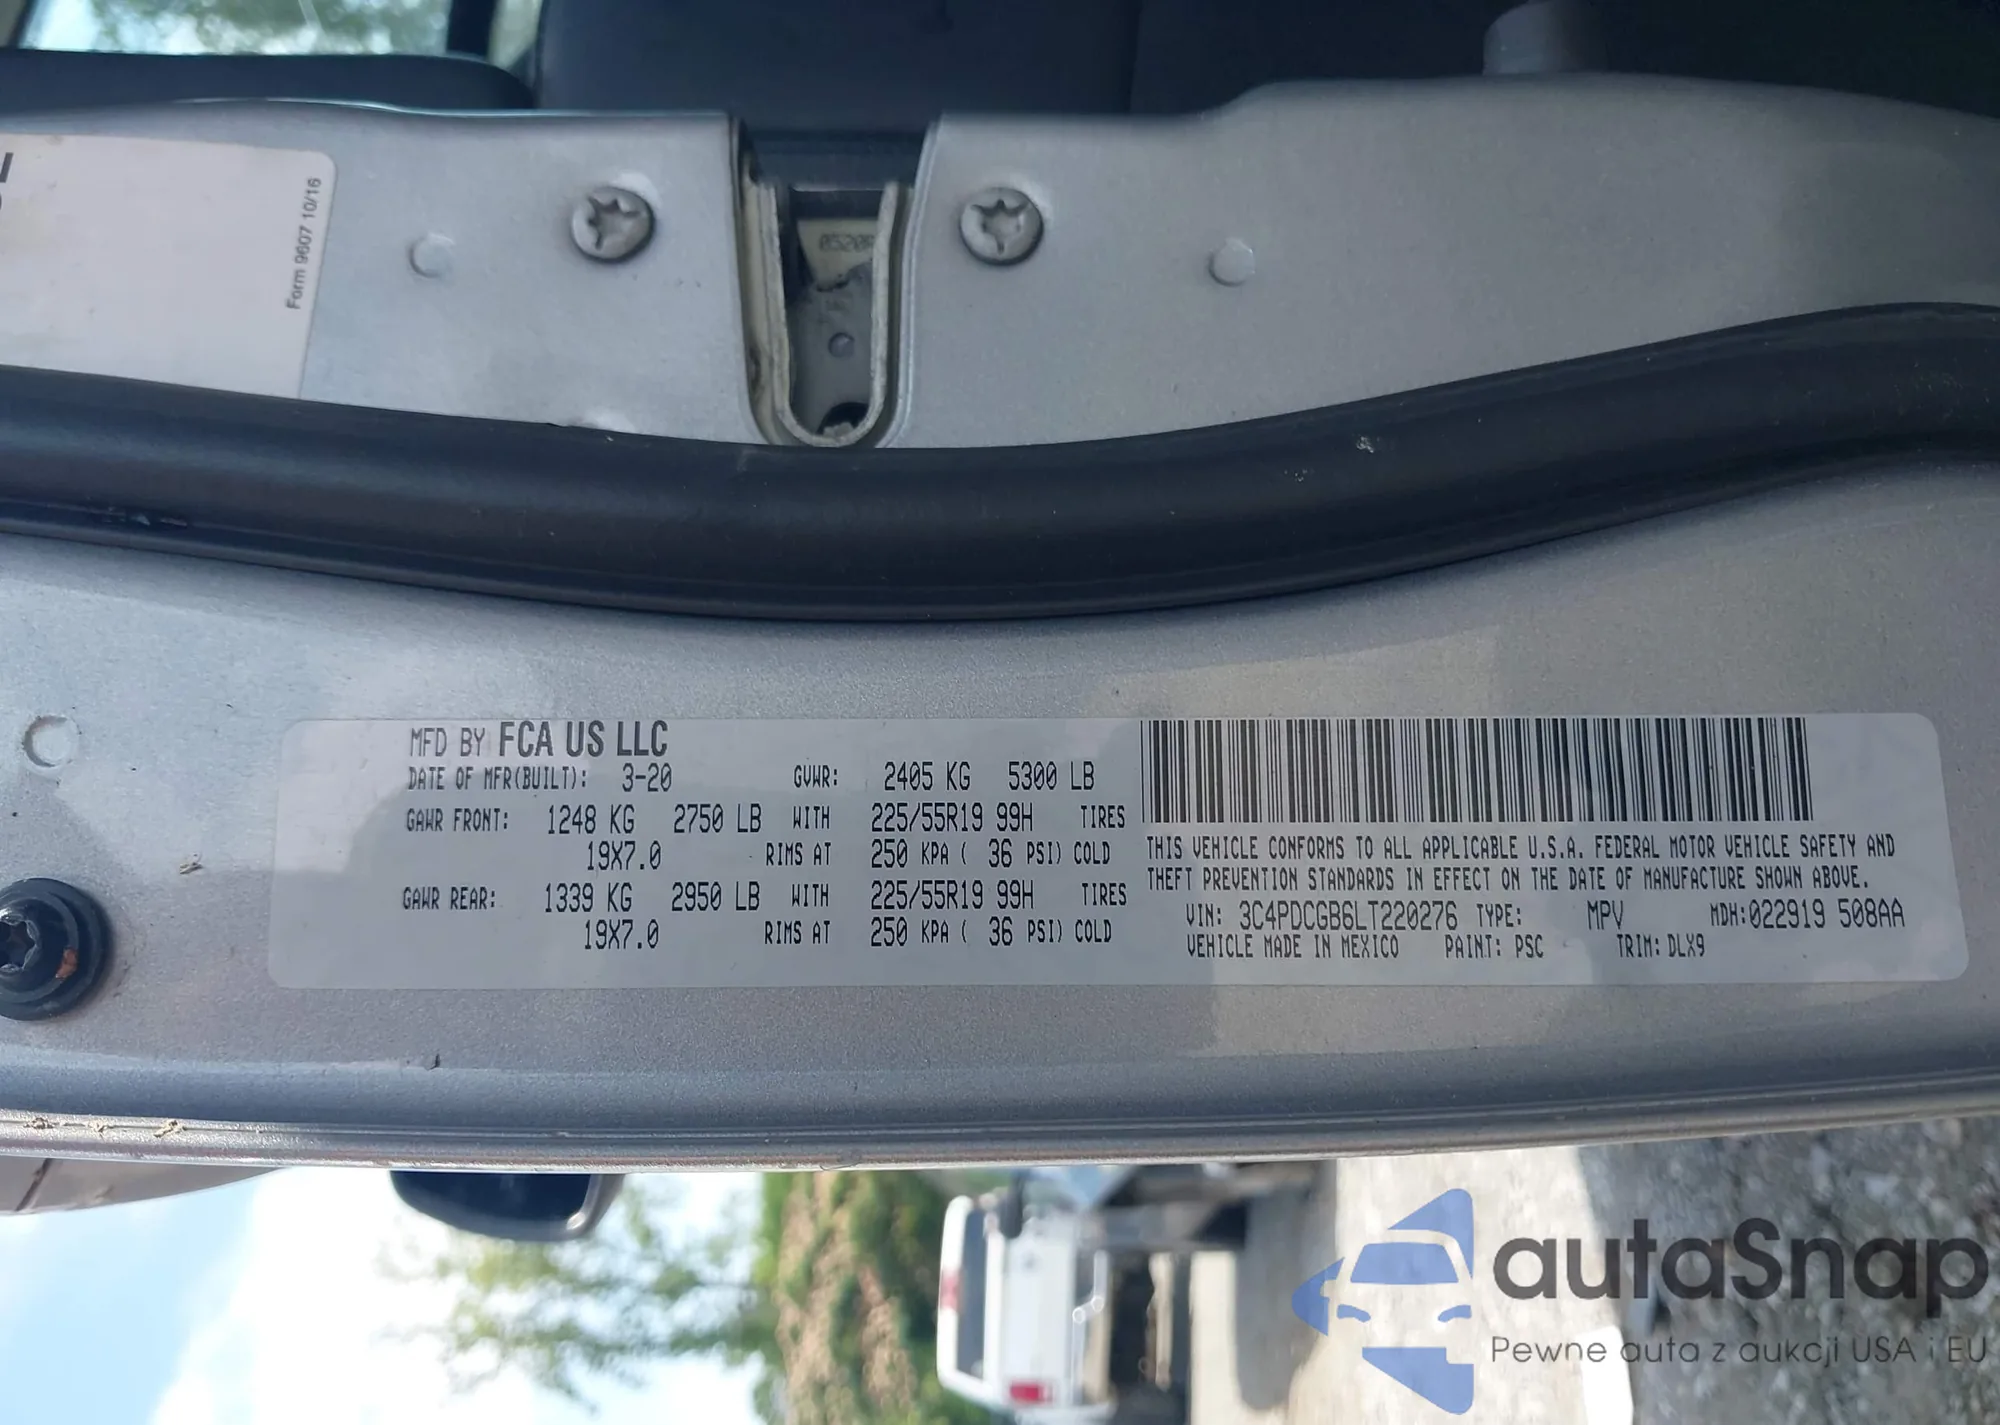 Form 9607 10/16
0520A
MFD BY FCA US LLC
DATE OF MFR(BUILT): 3-20 GVWR: 2405 KG 5300 LB
GAWR FRONT: 1248 KG 2750 LB WITH 225/55R19 99H TIRES
19X7.0 RIMS AT 250 KPA ( 36 PSI) COLD
GAWR REAR: 1339 KG 2950 LB WITH 225/55R19 99H TIRES
19X7.0 RIMS AT 250 KPA ( 36 PSI) COLD
THIS VEHICLE CONFORMS TO ALL APPLICABLE U.S.A. FEDERAL MOTOR VEHICLE SAFETY AND
THEFT PREVENTION STANDARDS IN EFFECT ON THE DATE OF MANUFACTURE SHOWN ABOVE.
VIN: 3C4PDCGB6LT220276 TYPE: MPV MDH:022919 508AA
VEHICLE MADE IN MEXICO PAINT: PSC TRIM: DLX9
autaSnap
Pewne auta z aukcji USA i EU